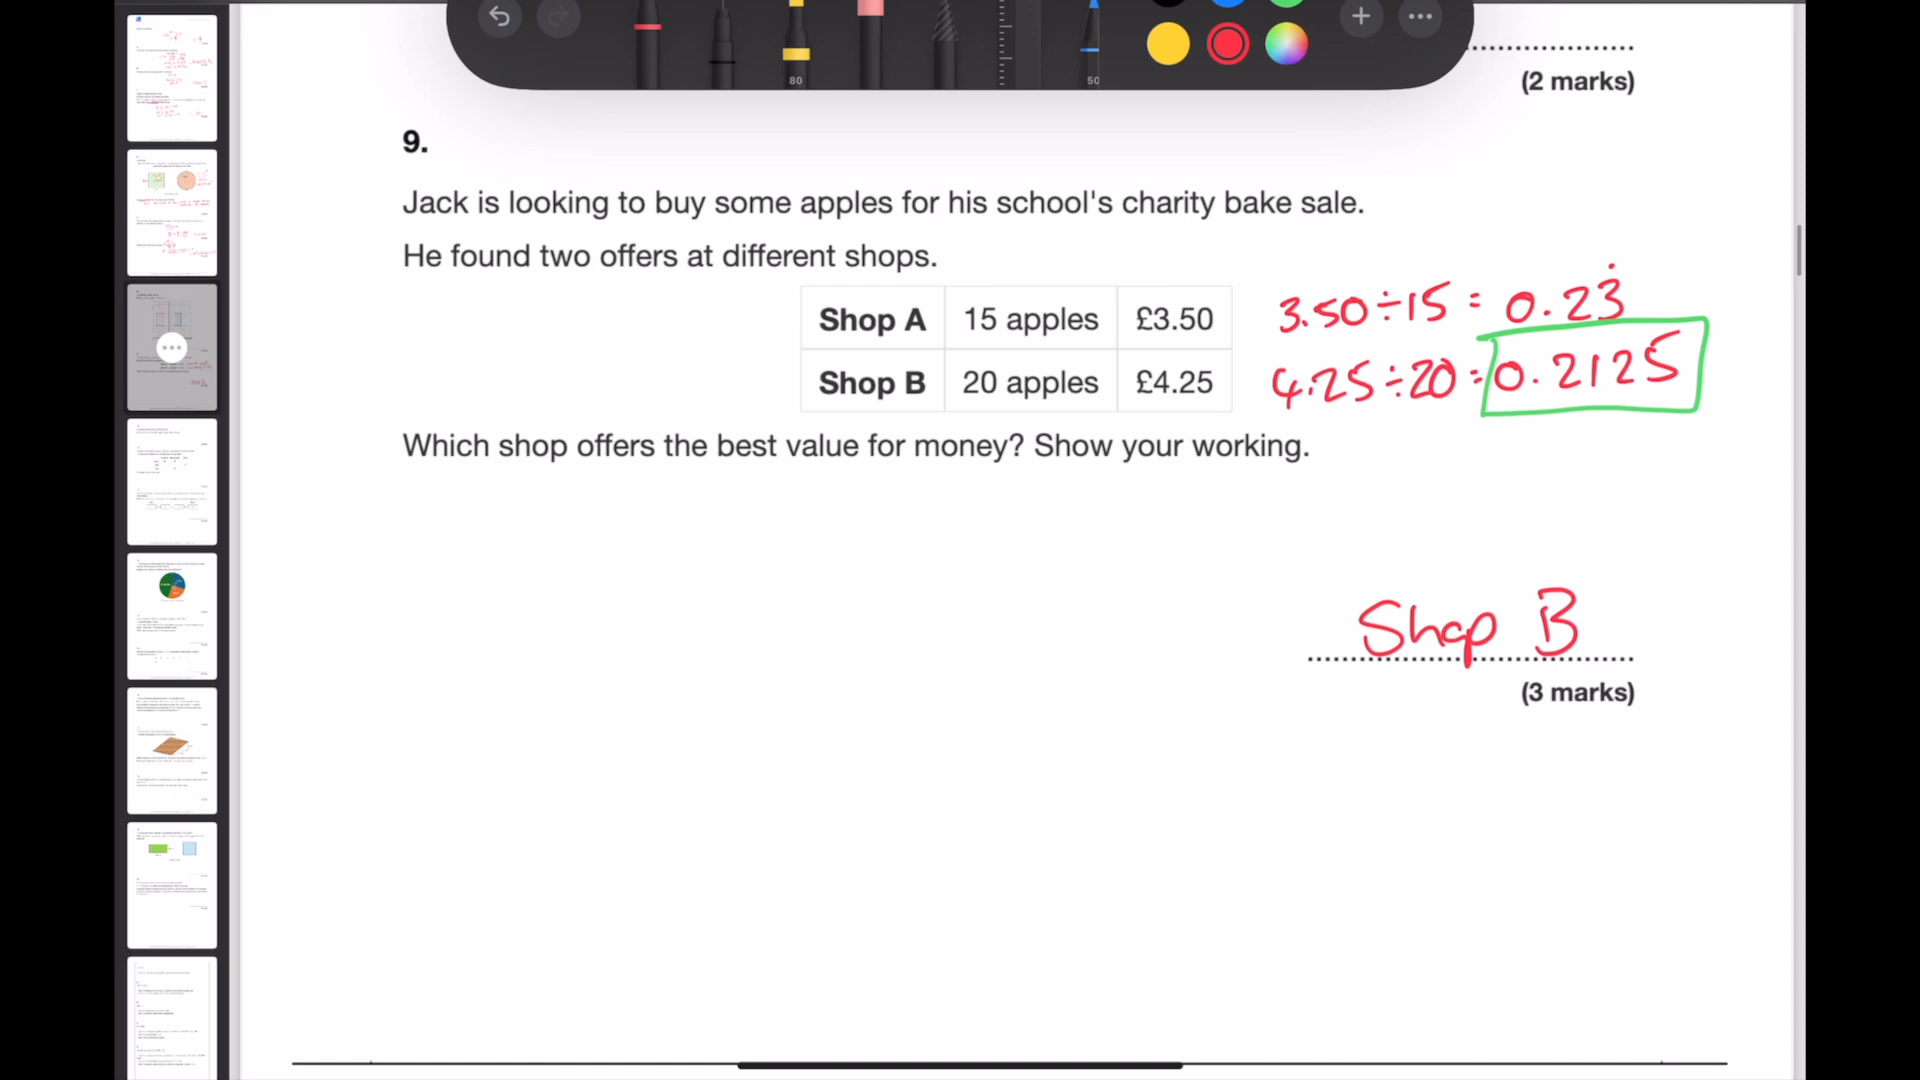 80
50
(2 marks)
9.
Jack is looking to buy some apples for his school's charity bake sale.
He found two offers at different shops.
Shop A 15 apples £3.50
Shop B 20 apples £4.25
3.50÷15 = 0.23̇
4.25÷20 = 0.2125
Which shop offers the best value for money? Show your working.
Shop B
(3 marks)